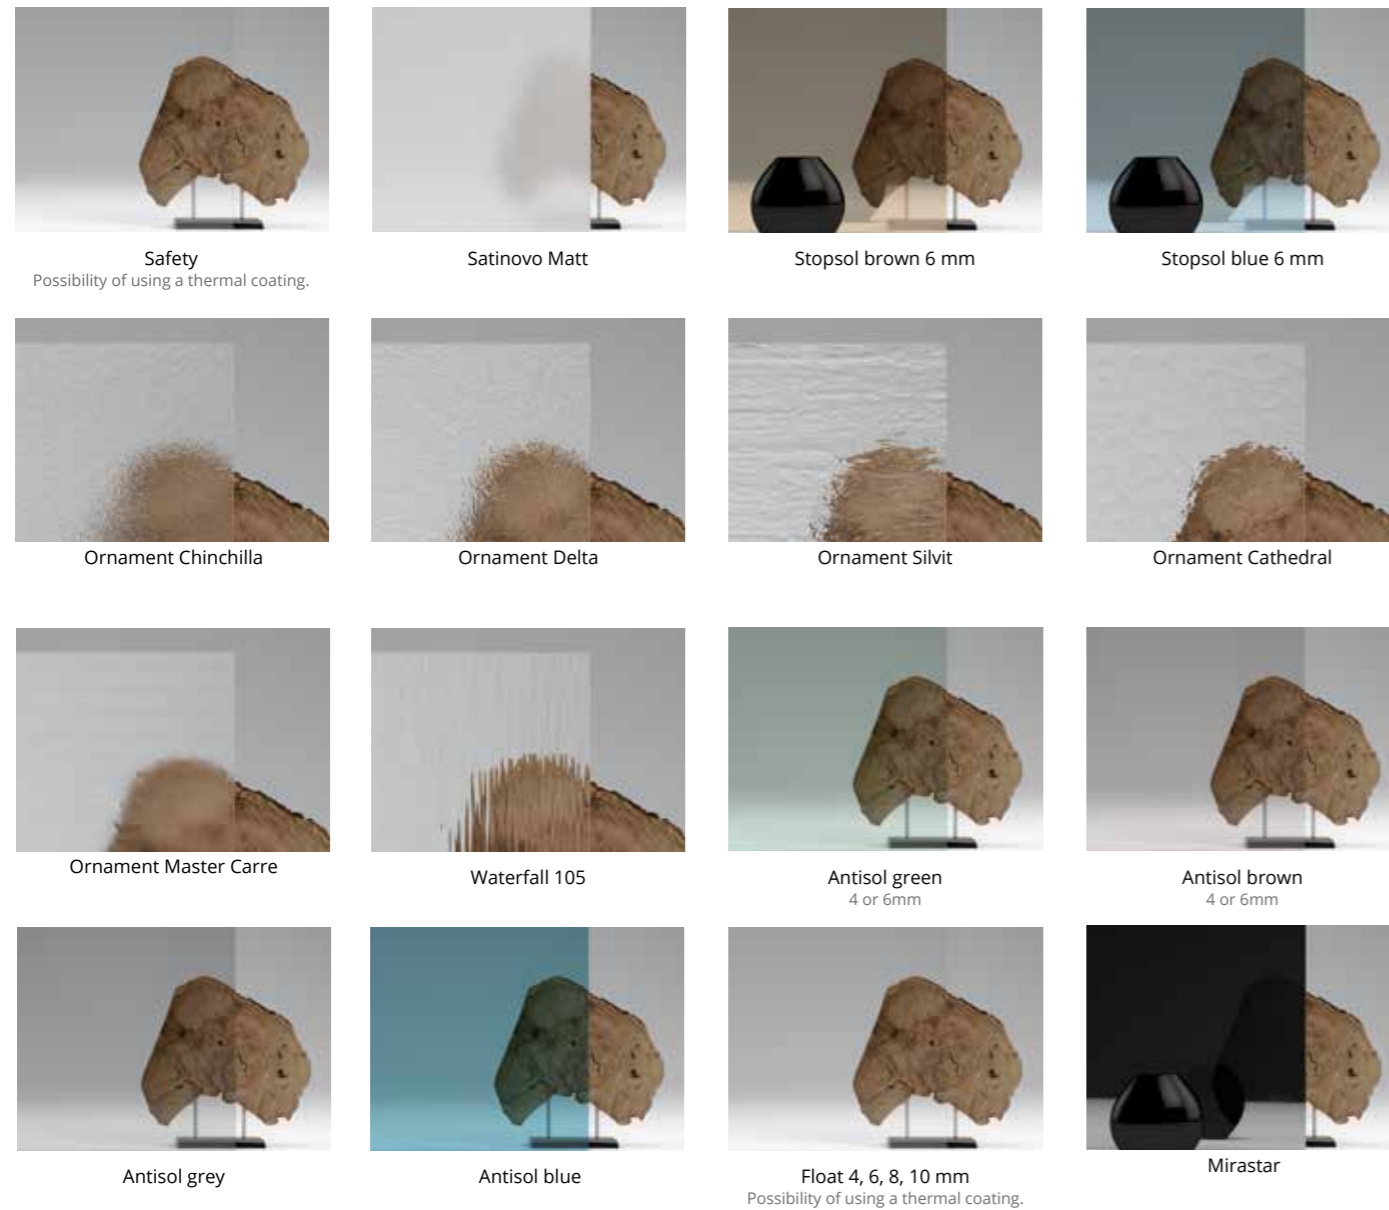 Safety
Possibility of using a thermal coating.
Satinovo Matt
Stopsol brown 6 mm
Stopsol blue 6 mm
Ornament Chinchilla
Ornament Delta
Ornament Silvit
Ornament Cathedral
Ornament Master Carre
Waterfall 105
Antisol green
4 or 6mm
Antisol brown
4 or 6mm
Antisol grey
Antisol blue
Float 4, 6, 8, 10 mm
Possibility of using a thermal coating.
Mirastar